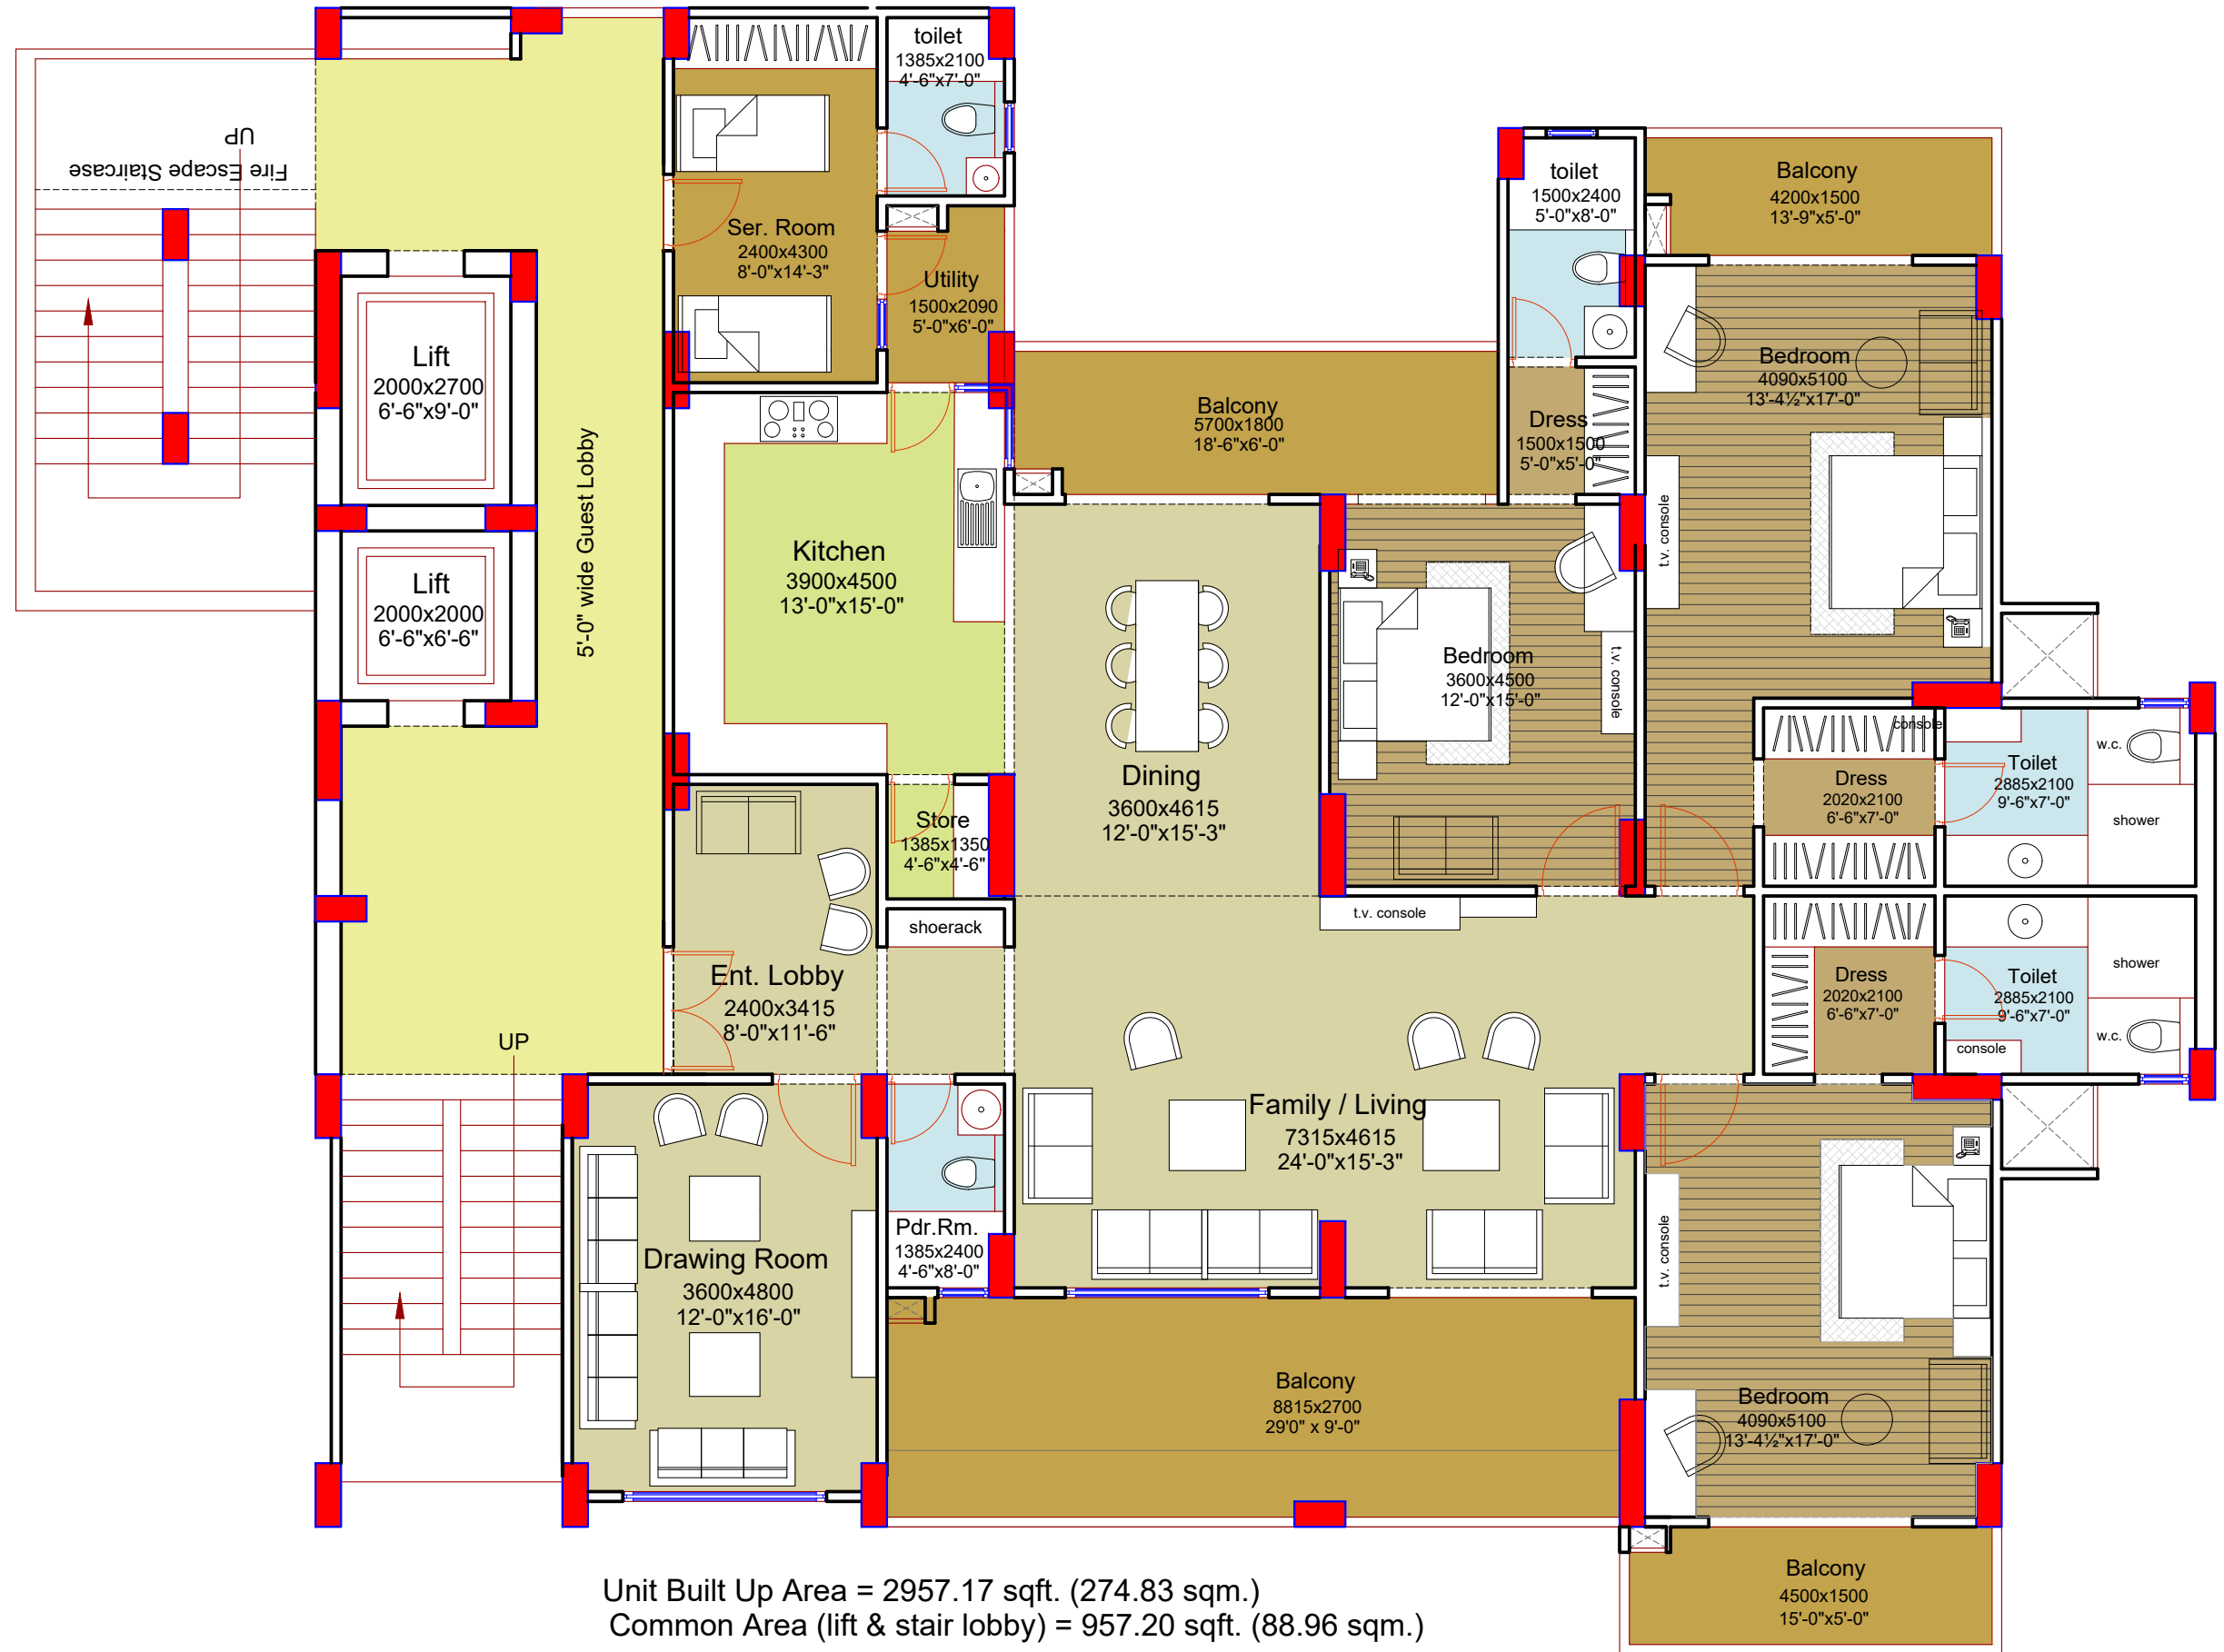 toilet
1385x2100
4'-6"x7'-0"
UP
Fire Escape Staircase
toilet
1500x2400
5'-0"x8'-0"
Balcony
4200x1500
13'-9"x5'-0"
Ser. Room
2400x4300
8'-0"x14'-3"
Utility
1500x2090
5'-0"x6'-0"
Lift
2000x2700
6'-6"x9'-0"
Bedroom
4090x5100
13'-4½"x17'-0"
Balcony
5700x1800
18'-6"x6'-0"
Dress
1500x1500
5'-0"x5'-0"
5'-0" wide Guest Lobby
t.v. console
Kitchen
3900x4500
13'-0"x15'-0"
Lift
2000x2000
6'-6"x6'-6"
Bedroom
3600x4500
12'-0"x15'-0"
t.v. console
console
w.c.
Dining
3600x4615
12'-0"x15'-3"
Dress
2020x2100
6'-6"x7'-0"
Toilet
2885x2100
9'-6"x7'-0"
shower
Store
1385x1350
4'-6"x4'-6"
t.v. console
shoerack
Ent. Lobby
2400x3415
8'-0"x11'-6"
Dress
2020x2100
6'-6"x7'-0"
Toilet
2885x2100
9'-6"x7'-0"
shower
w.c.
console
UP
Family / Living
7315x4615
24'-0"x15'-3"
Pdr.Rm.
1385x2400
4'-6"x8'-0"
Drawing Room
3600x4800
12'-0"x16'-0"
t.v. console
Balcony
8815x2700
29'0" x 9'-0"
Bedroom
4090x5100
13'-4½"x17'-0"
Balcony
4500x1500
15'-0"x5'-0"
Unit Built Up Area = 2957.17 sqft. (274.83 sqm.)
Common Area (lift & stair lobby) = 957.20 sqft. (88.96 sqm.)